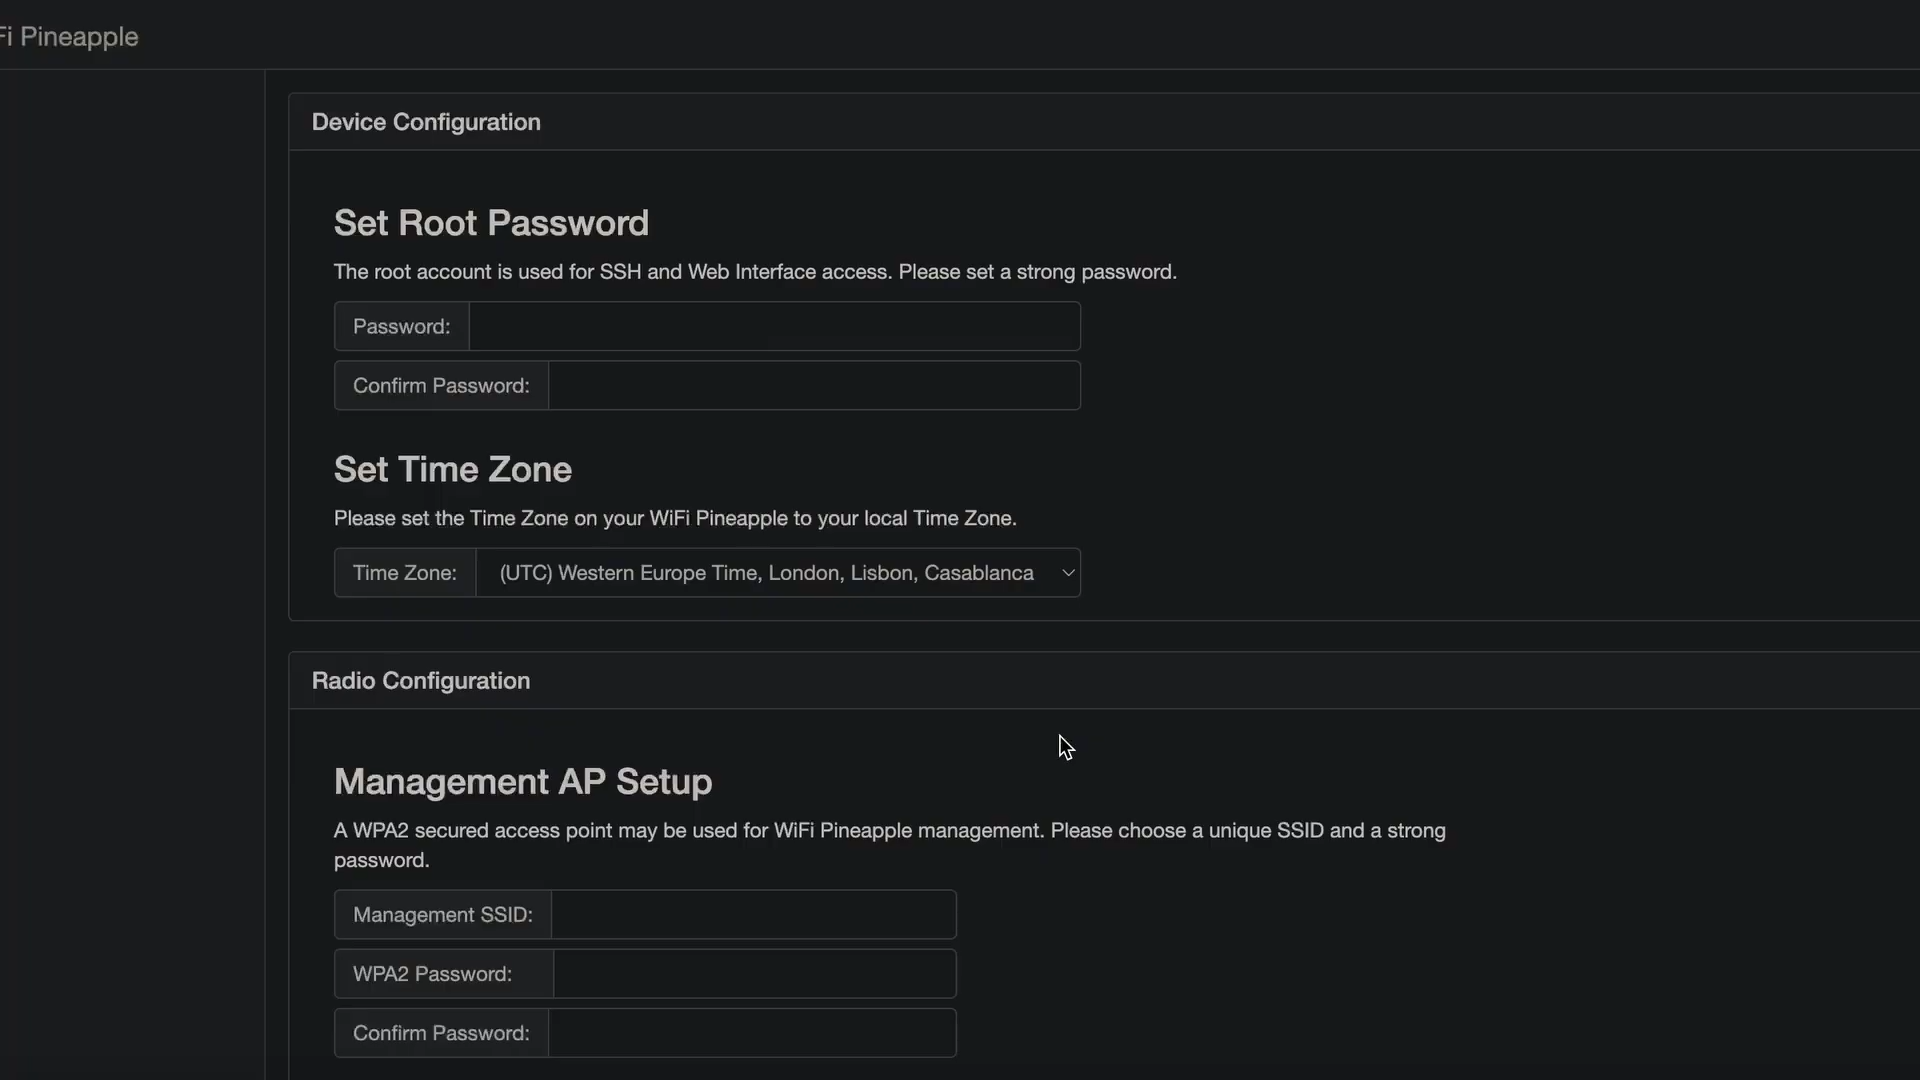 Fi Pineapple
Device Configuration
Set Root Password
The root account is used for SSH and Web Interface access. Please set a strong password.
Password:
Confirm Password:
Set Time Zone
Please set the Time Zone on your WiFi Pineapple to your local Time Zone.
Time Zone: (UTC) Western Europe Time, London, Lisbon, Casablanca
Radio Configuration
Management AP Setup
A WPA2 secured access point may be used for WiFi Pineapple management. Please choose a unique SSID and a strong
password.
Management SSID:
WPA2 Password:
Confirm Password: